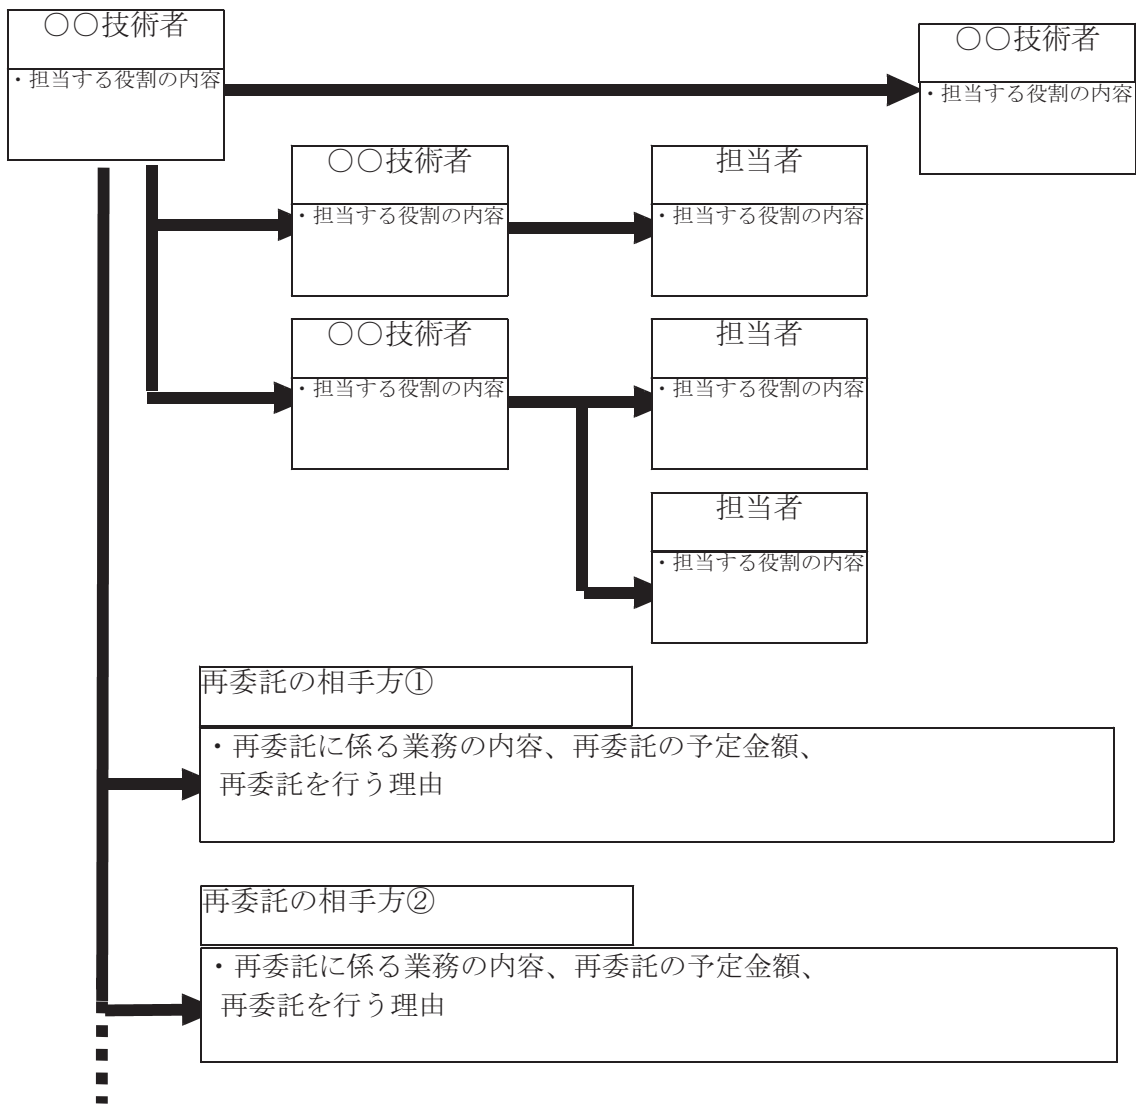 〇〇技術者
・担当する役割の内容
〇〇技術者
・担当する役割の内容
〇〇技術者
・担当する役割の内容
担当者
・担当する役割の内容
〇〇技術者
・担当する役割の内容
担当者
・担当する役割の内容
担当者
・担当する役割の内容
再委託の相手方①
・再委託に係る業務の内容、再委託の予定金額、
再委託を行う理由
再委託の相手方②
・再委託に係る業務の内容、再委託の予定金額、
再委託を行う理由